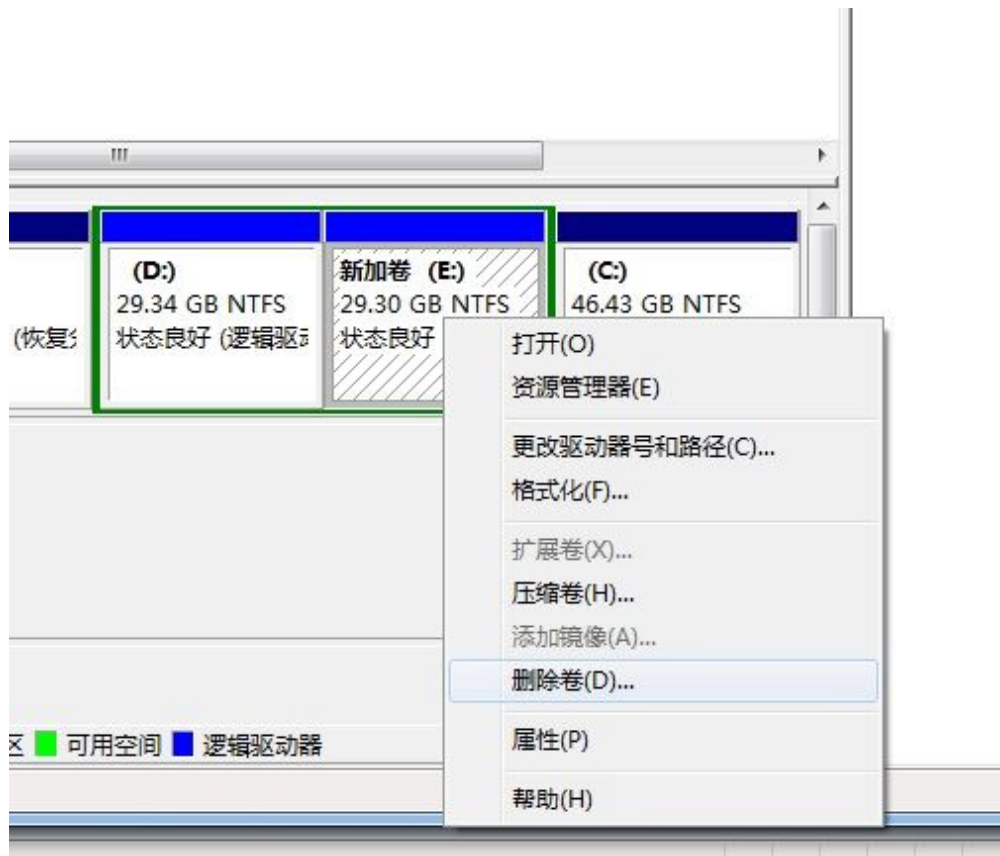 (D:)
29.34 GB NTFS
状态良好 (逻辑驱动
新加卷 (E:)
29.30 GB NTFS
状态良好
(C:)
46.43 GB NTFS
(恢复分
打开(O)
资源管理器(E)
更改驱动器号和路径(C)...
格式化(F)...
扩展卷(X)...
压缩卷(H)...
添加镜像(A)...
删除卷(D)...
属性(P)
帮助(H)
区 可用空间 逻辑驱动器